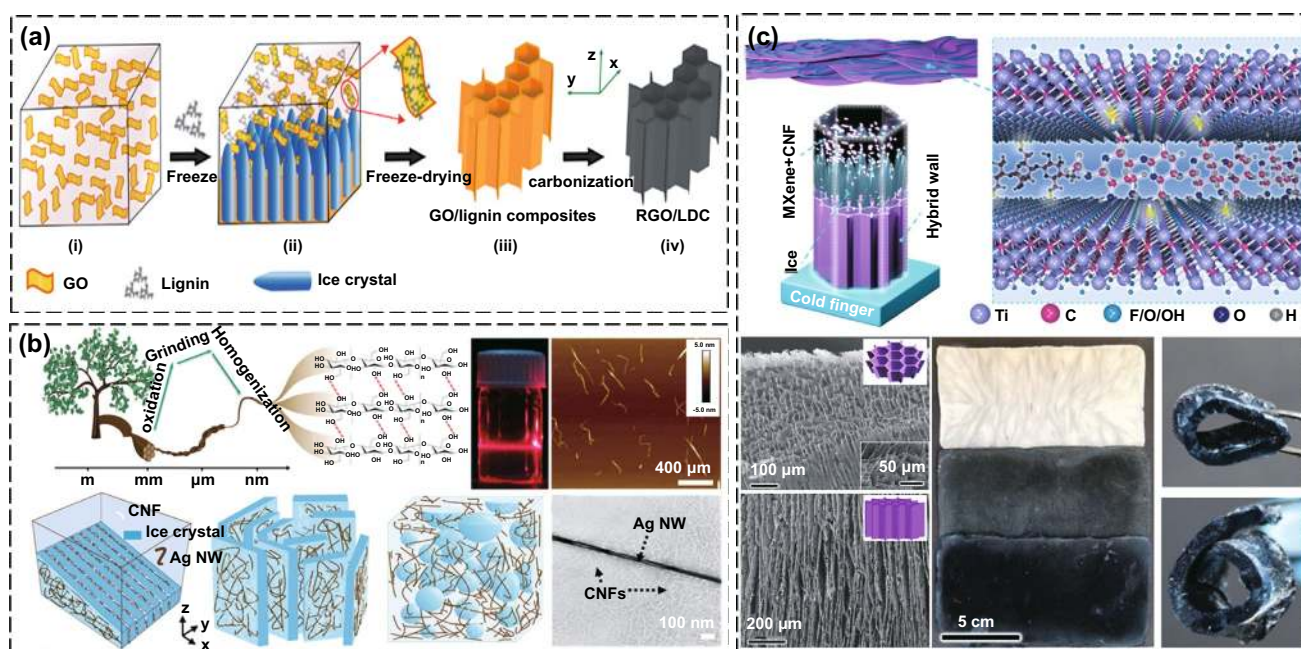 (a)
z
x
y
Freeze
Freeze-drying
carbonization
GO/lignin composites
RGO/LDC
(i)
(ii)
(iii)
(iv)
GO
Lignin
Ice crystal
(b)
oxidation
Grinding
Homogenization
m
mm
μm
nm
5.0 nm
-5.0 nm
400 μm
CNF
Ice crystal
Ag NW
z
y
x
Ag NW
CNFs
100 nm
(c)
MXene+CNF
Hybrid wall
Ice
Cold finger
Ti
C
F/O/OH
O
H
100 μm
50 μm
200 μm
5 cm